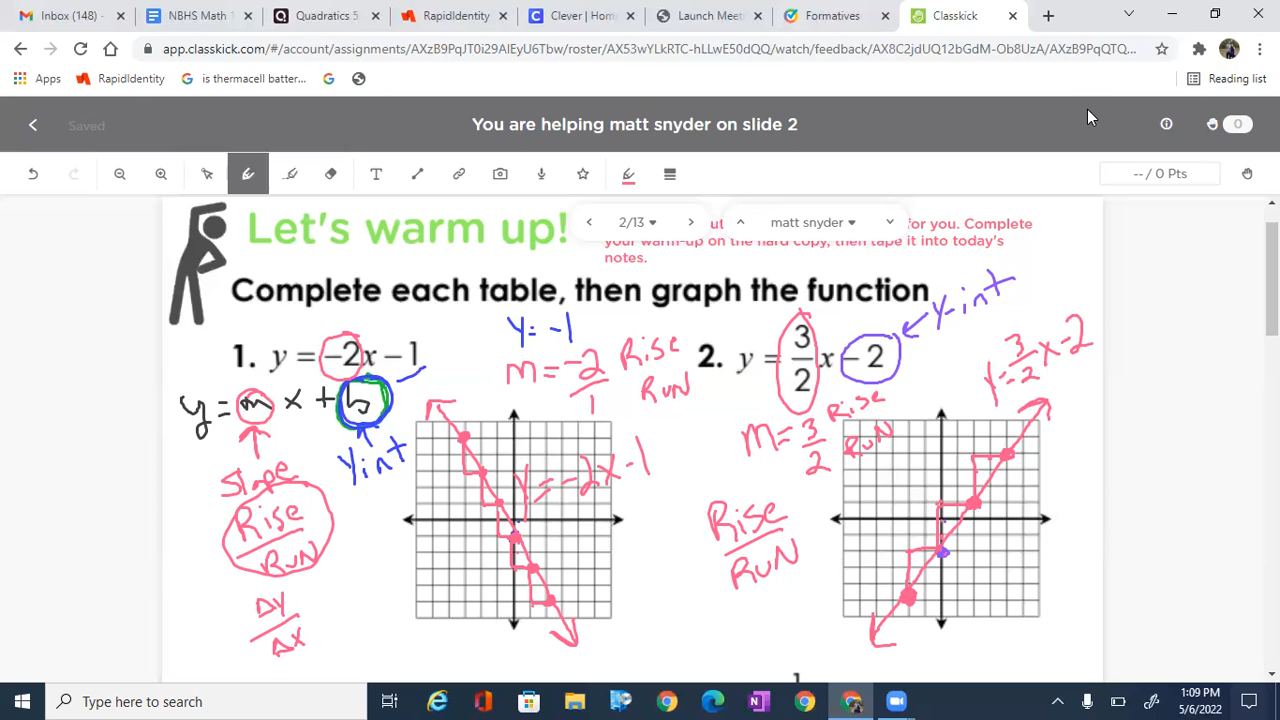 Inbox (148) -
NBHS Math 1
Quadratics E
RapidIdentity
Clever | Hom
Launch Meet
Formatives
Classkick
app.classkick.com/#/account/assignments/AXzB9PqJT0i29AlEyU6Tbw/roster/AX53wYLkRTC-hLLwE50dQQ/watch/feedback/AX8C2jdUQ12bGdM-Ob8UzA/AXzB9PqQTQ...
Apps
RapidIdentity
is thermacell batter...
Reading list
Saved
You are helping matt snyder on slide 2
0
T
-- / 0 Pts
2/13
matt snyder
Let's warm up!
for you. Complete
your warm-up on the hard copy, then tape it into today's
notes.
Complete each table, then graph the function
1. y = -2x - 1
y = mx + b
y int
Slope
Rise
Run
ΔY
ΔX
y = -1
m = -2
1
Rise
Run
y = -2x - 1
2. y = 3/2 x - 2
y-int
m = 3/2
Rise
Run
y = 3/2 x - 2
Rise
Run
1
Type here to search
1:09 PM
5/6/2022